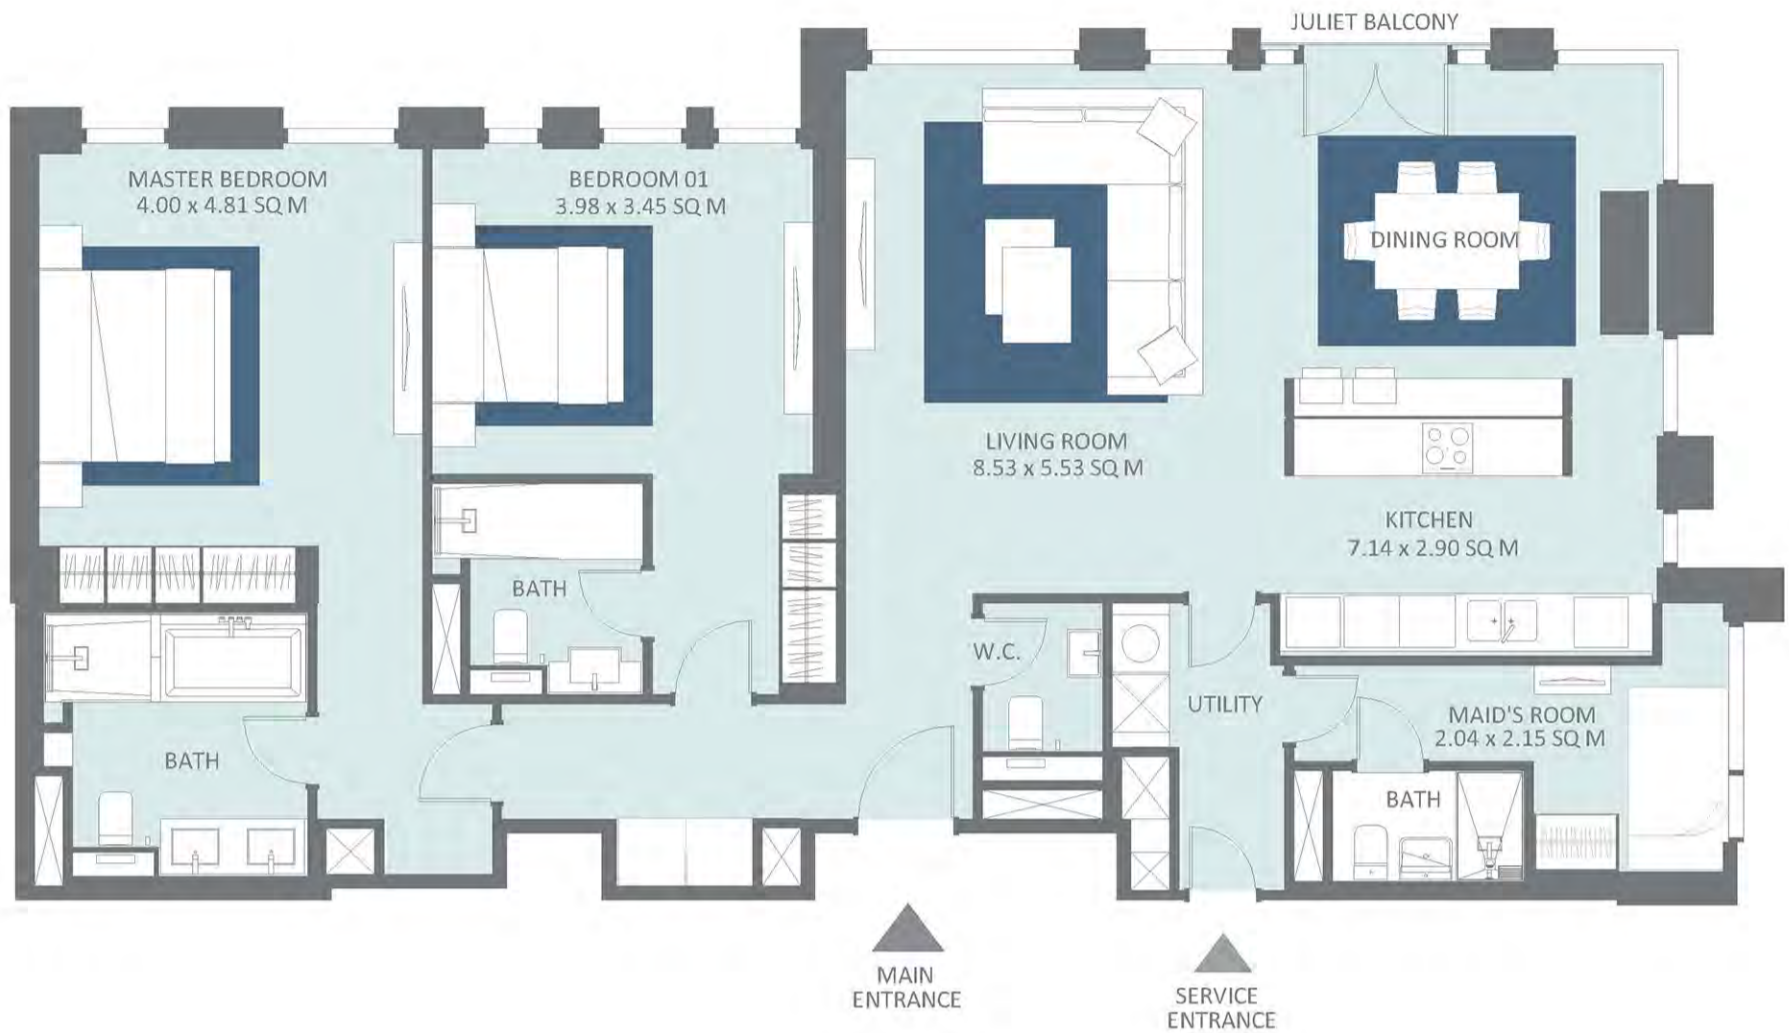 JULIET BALCONY
MASTER BEDROOM
4.00 x 4.81 SQ M
BEDROOM 01
3.98 x 3.45 SQ M
DINING ROOM
LIVING ROOM
8.53 x 5.53 SQ M
KITCHEN
7.14 x 2.90 SQ M
BATH
W.C.
UTILITY
MAID'S ROOM
2.04 x 2.15 SQ M
BATH
BATH
MAIN
ENTRANCE
SERVICE
ENTRANCE